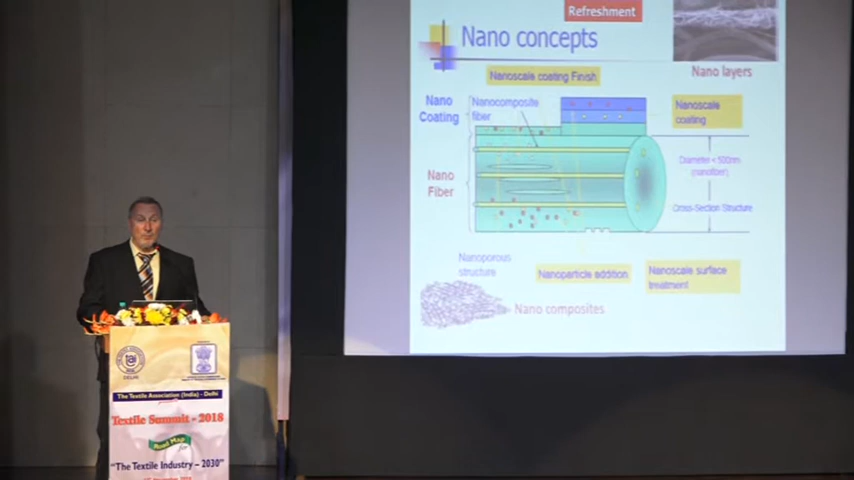 Refreshment
Nano concepts
Nanoscale coating Finish
Nano layers
Nano
Coating
Nanocomposite
fiber
Nanoscale
coating
Nano
Fiber
Diameter < 500nm
(nanofiber)
Cross-Section Structure
Nanoporous
structure
Nanoparticle addition
Nanoscale surface
treatment
Nano composites
DELHI
The Textile Association (India) - Delhi
Textile Summit - 2018
Road Map
for
"The Textile Industry – 2030"